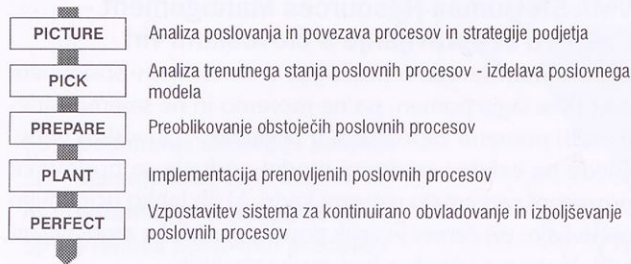 PICTURE
Analiza poslovanja in povezava procesov in strategije podjetja
PICK
Analiza trenutnega stanja poslovnih procesov - izdelava poslovnega
modela
PREPARE
Preoblikovanje obstoječih poslovnih procesov
PLANT
Implementacija prenovljenih poslovnih procesov
PERFECT
Vzpostavitev sistema za kontinuirano obvladovanje in izboljševanje
poslovnih procesov